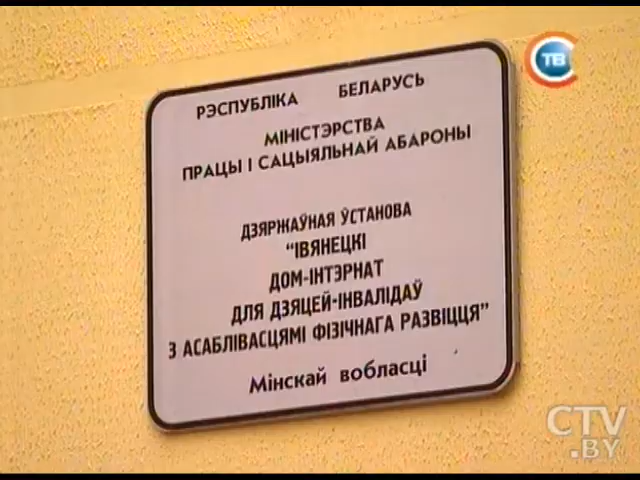 СТВ
РЭСПУБЛІКА БЕЛАРУСЬ
МІНІСТЭРСТВА
ПРАЦЫ І САЦЫЯЛЬНАЙ АБАРОНЫ
ДЗЯРЖАЎНАЯ ЎСТАНОВА
"ІВЯНЕЦКІ
ДОМ-ІНТЭРНАТ
ДЛЯ ДЗЯЦЕЙ-ІНВАЛІДАЎ
З АСАБЛІВАСЦЯМІ ФІЗІЧНАГА РАЗВІЦЦЯ"
Мінскай вобласці
CTV
.BY